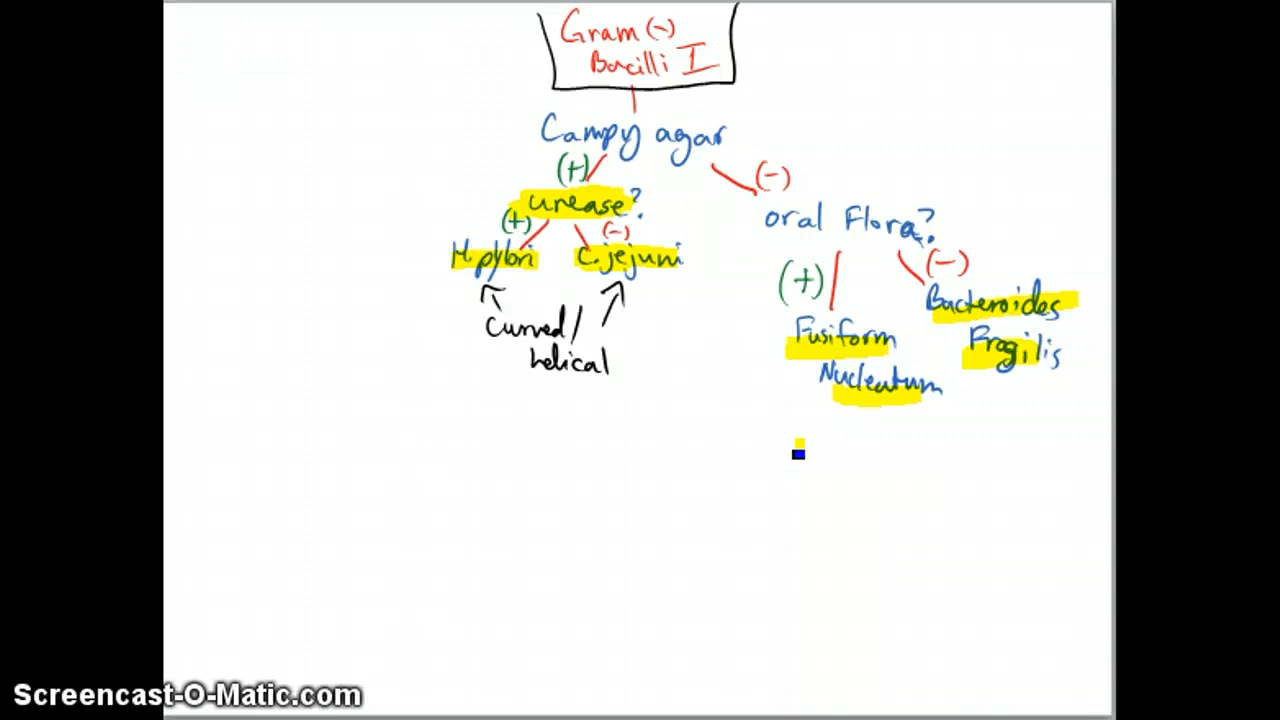 Gram (-)
Bacilli I
Campy agar
(+)
(-)
urease?
oral Flora?
(+)
(-)
H. pylori
C. jejuni
(+)
(-)
Curved/
helical
Bacteroides
Fragilis
Fusiform
Nucleatum
Screencast-O-Matic.com